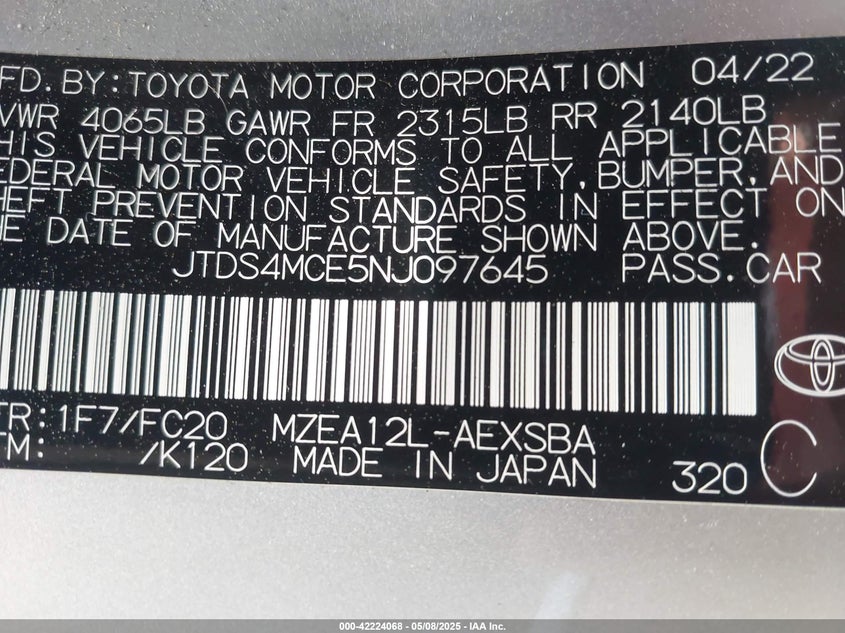 FD. BY: TOYOTA MOTOR CORPORATION 04/22
VWR 4065LB GAWR FR 2315LB RR 2140LB
HIS VEHICLE CONFORMS TO ALL APPLICABLE
EDERAL MOTOR VEHICLE SAFETY, BUMPER, AND
HEFT PREVENTION STANDARDS IN EFFECT ON
HE DATE OF MANUFACTURE SHOWN ABOVE.
JTDS4MCE5NJ097645 PASS.CAR
TR: 1F7/FC20 MZEA12L-AEXSBA C
TM: /K120 MADE IN JAPAN 320
000-42224068 | 05/08/2025 - IAA Inc.